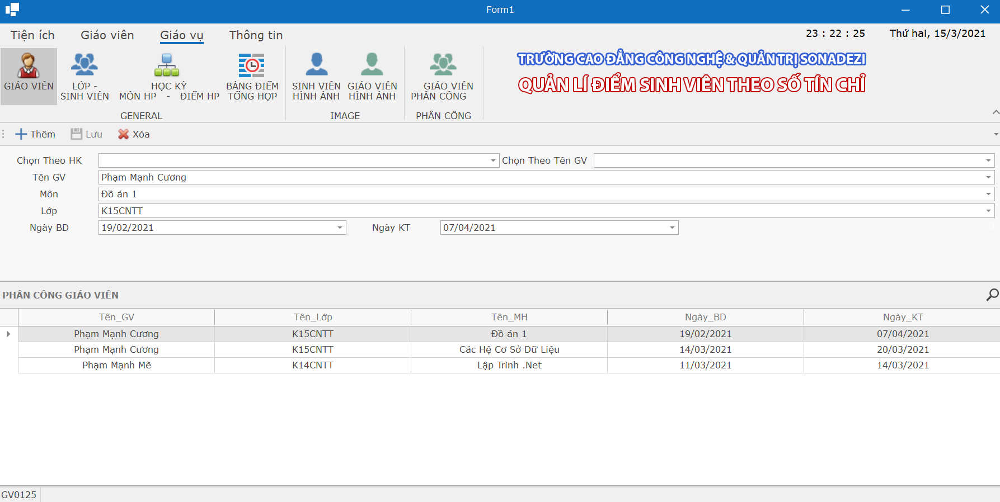 Form1
Tiện ích Giáo viên Giáo vụ Thông tin 23 : 22 : 25 Thứ hai, 15/3/2021
GIÁO VIÊN
LỚP -
SINH VIÊN
HỌC KỲ
MÔN HP - ĐIỂM HP
BẢNG ĐIỂM
TỔNG HỢP
SINH VIÊN
HÌNH ẢNH
GIÁO VIÊN
HÌNH ẢNH
GIÁO VIÊN
PHÂN CÔNG
TRƯỜNG CAO ĐẲNG CÔNG NGHỆ & QUẢN TRỊ SONADEZI
QUẢN LÍ ĐIỂM SINH VIÊN THEO SỐ TÍN CHỈ
GENERAL IMAGE PHÂN CÔNG
Thêm Lưu Xóa
Chọn Theo HK Chọn Theo Tên GV
Tên GV Phạm Mạnh Cương
Môn Đồ án 1
Lớp K15CNTT
Ngày BD 19/02/2021 Ngày KT 07/04/2021
PHÂN CÔNG GIÁO VIÊN
Tên_GV Tên_Lớp Tên_MH Ngày_BD Ngày_KT
Phạm Mạnh Cương K15CNTT Đồ án 1 19/02/2021 07/04/2021
Phạm Mạnh Cương K15CNTT Các Hệ Cơ Sở Dữ Liệu 14/03/2021 20/03/2021
Phạm Mạnh Mẽ K14CNTT Lập Trình .Net 11/03/2021 14/03/2021
GV0125